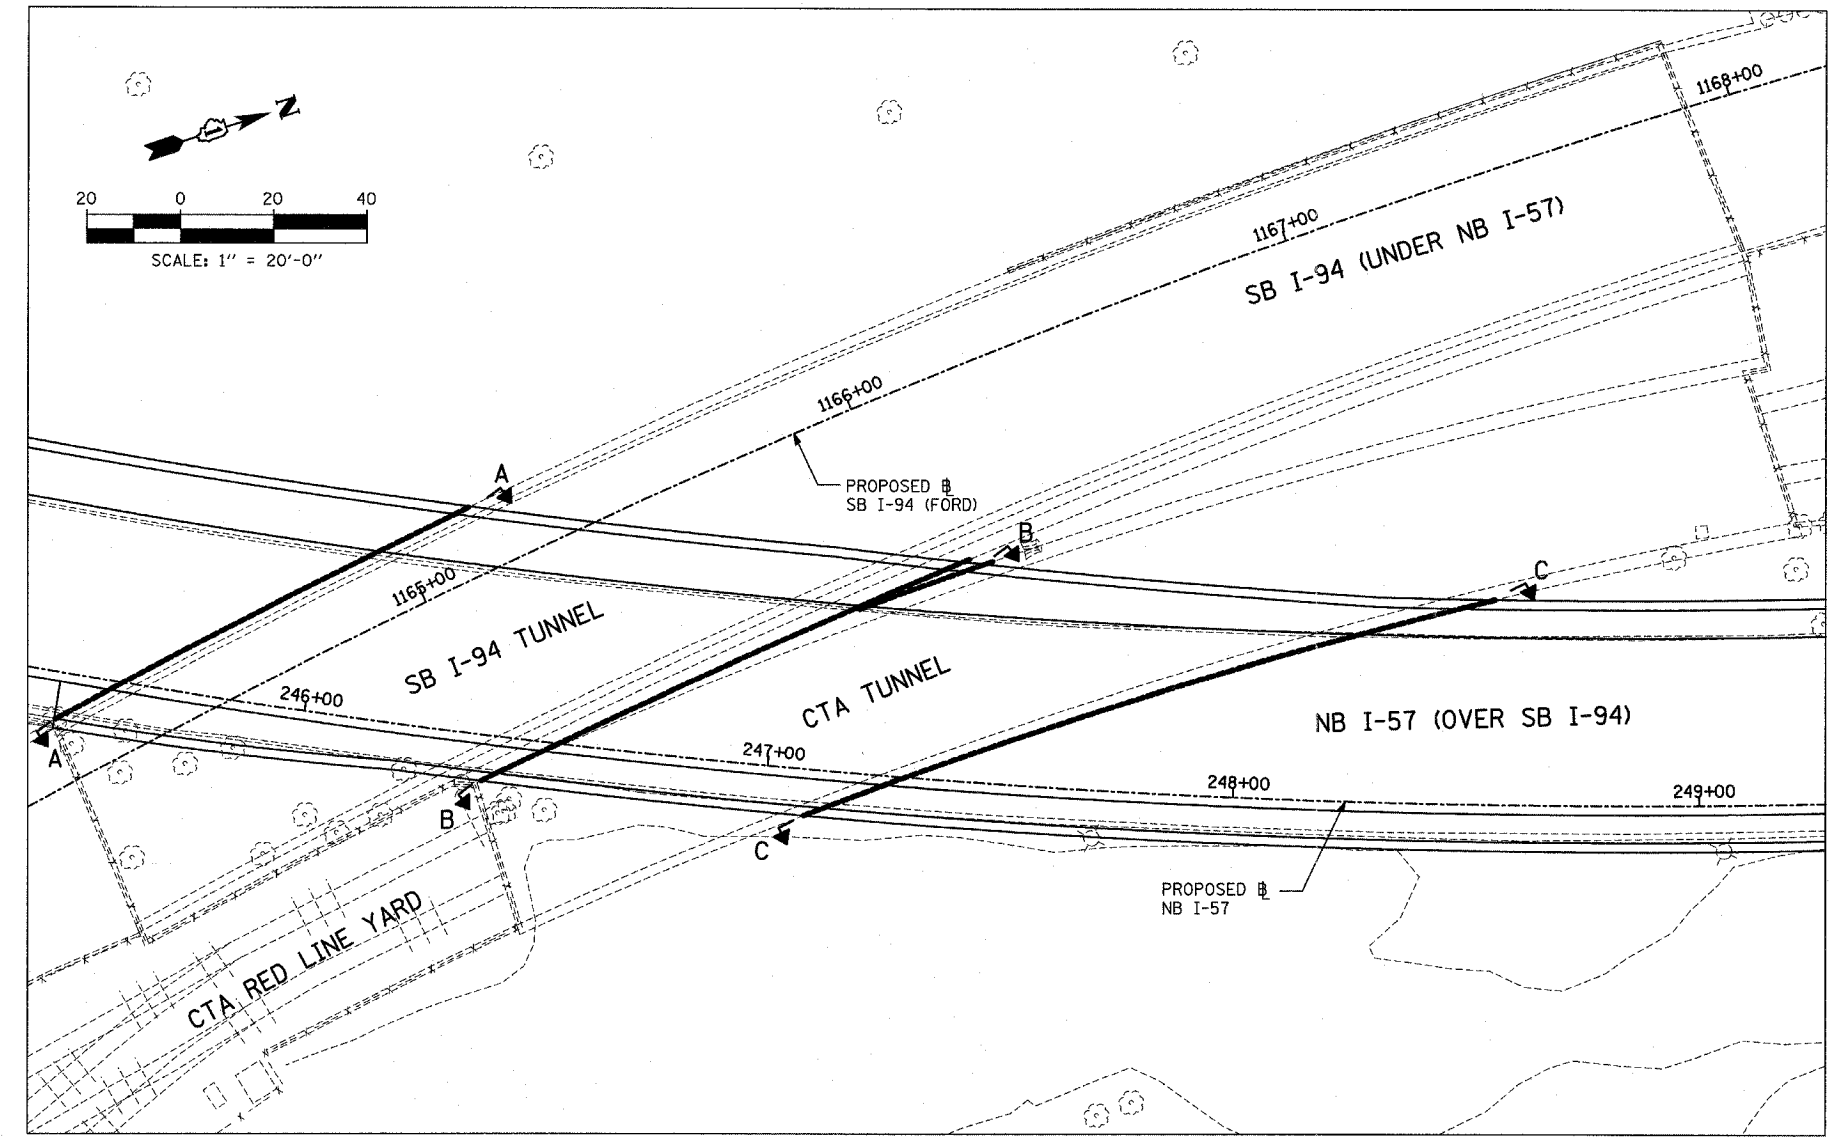 N
20 0 20 40
SCALE: 1" = 20'-0"
1168+00
1167+00
SB I-94 (UNDER NB I-57)
1166+00
PROPOSED BL
SB I-94 (FORD)
A
B
C
1165+00
SB I-94 TUNNEL
CTA TUNNEL
246+00
247+00
248+00
249+00
NB I-57 (OVER SB I-94)
A
B
C
PROPOSED BL
NB I-57
CTA RED LINE YARD